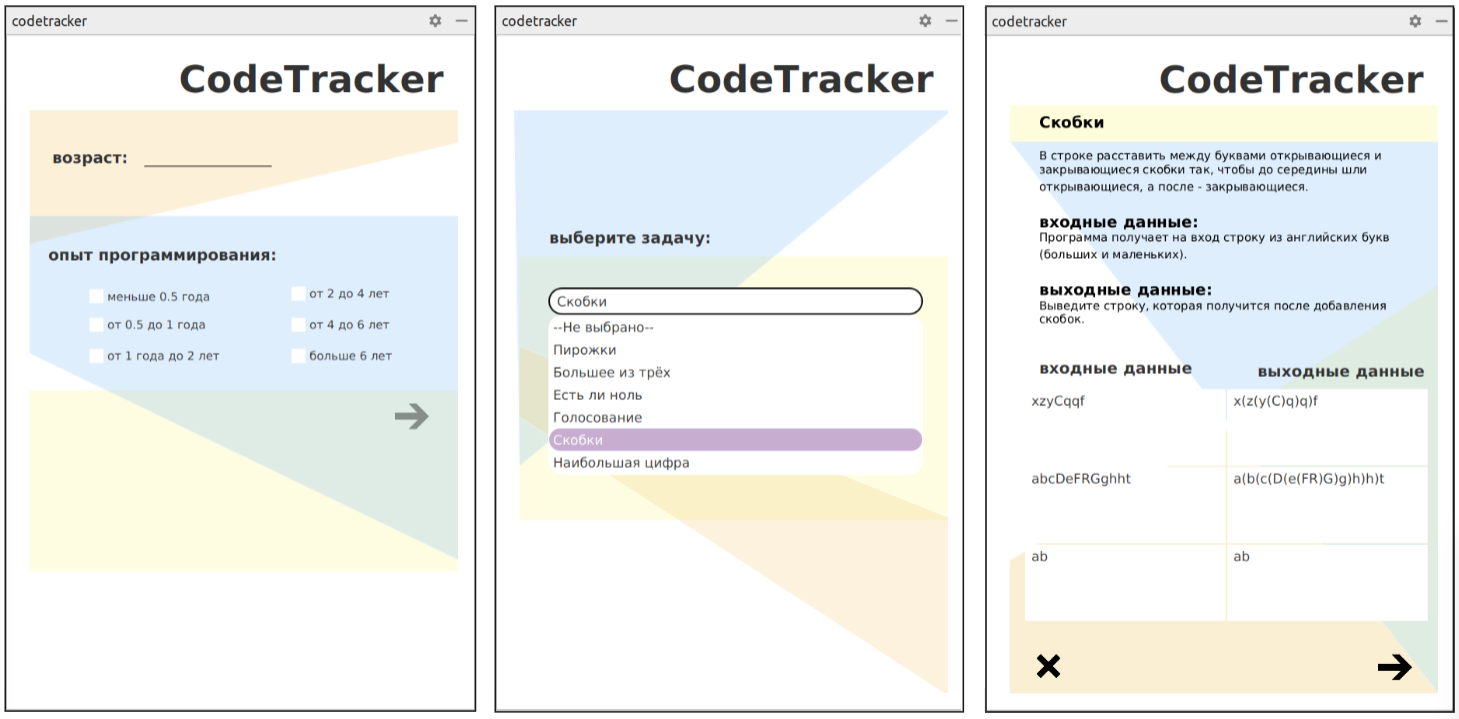 codetracker
CodeTracker
возраст:
опыт программирования:
меньше 0.5 года
от 2 до 4 лет
от 0.5 до 1 года
от 4 до 6 лет
от 1 года до 2 лет
больше 6 лет
codetracker
CodeTracker
выберите задачу:
Скобки
--Не выбрано--
Пирожки
Большее из трёх
Есть ли ноль
Голосование
Скобки
Наибольшая цифра
codetracker
CodeTracker
Скобки
В строке расставить между буквами открывающиеся и
закрывающиеся скобки так, чтобы до середины шли
открывающиеся, а после - закрывающиеся.
входные данные:
Программа получает на вход строку из английских букв
(больших и маленьких).
выходные данные:
Выведите строку, которая получится после добавления
скобок.
входные данные
выходные данные
xzyCqqf
x(z(y(C)q)q)f
abcDeFRGghht
a(b(c(D(e(FR)G)g)h)h)t
ab
ab